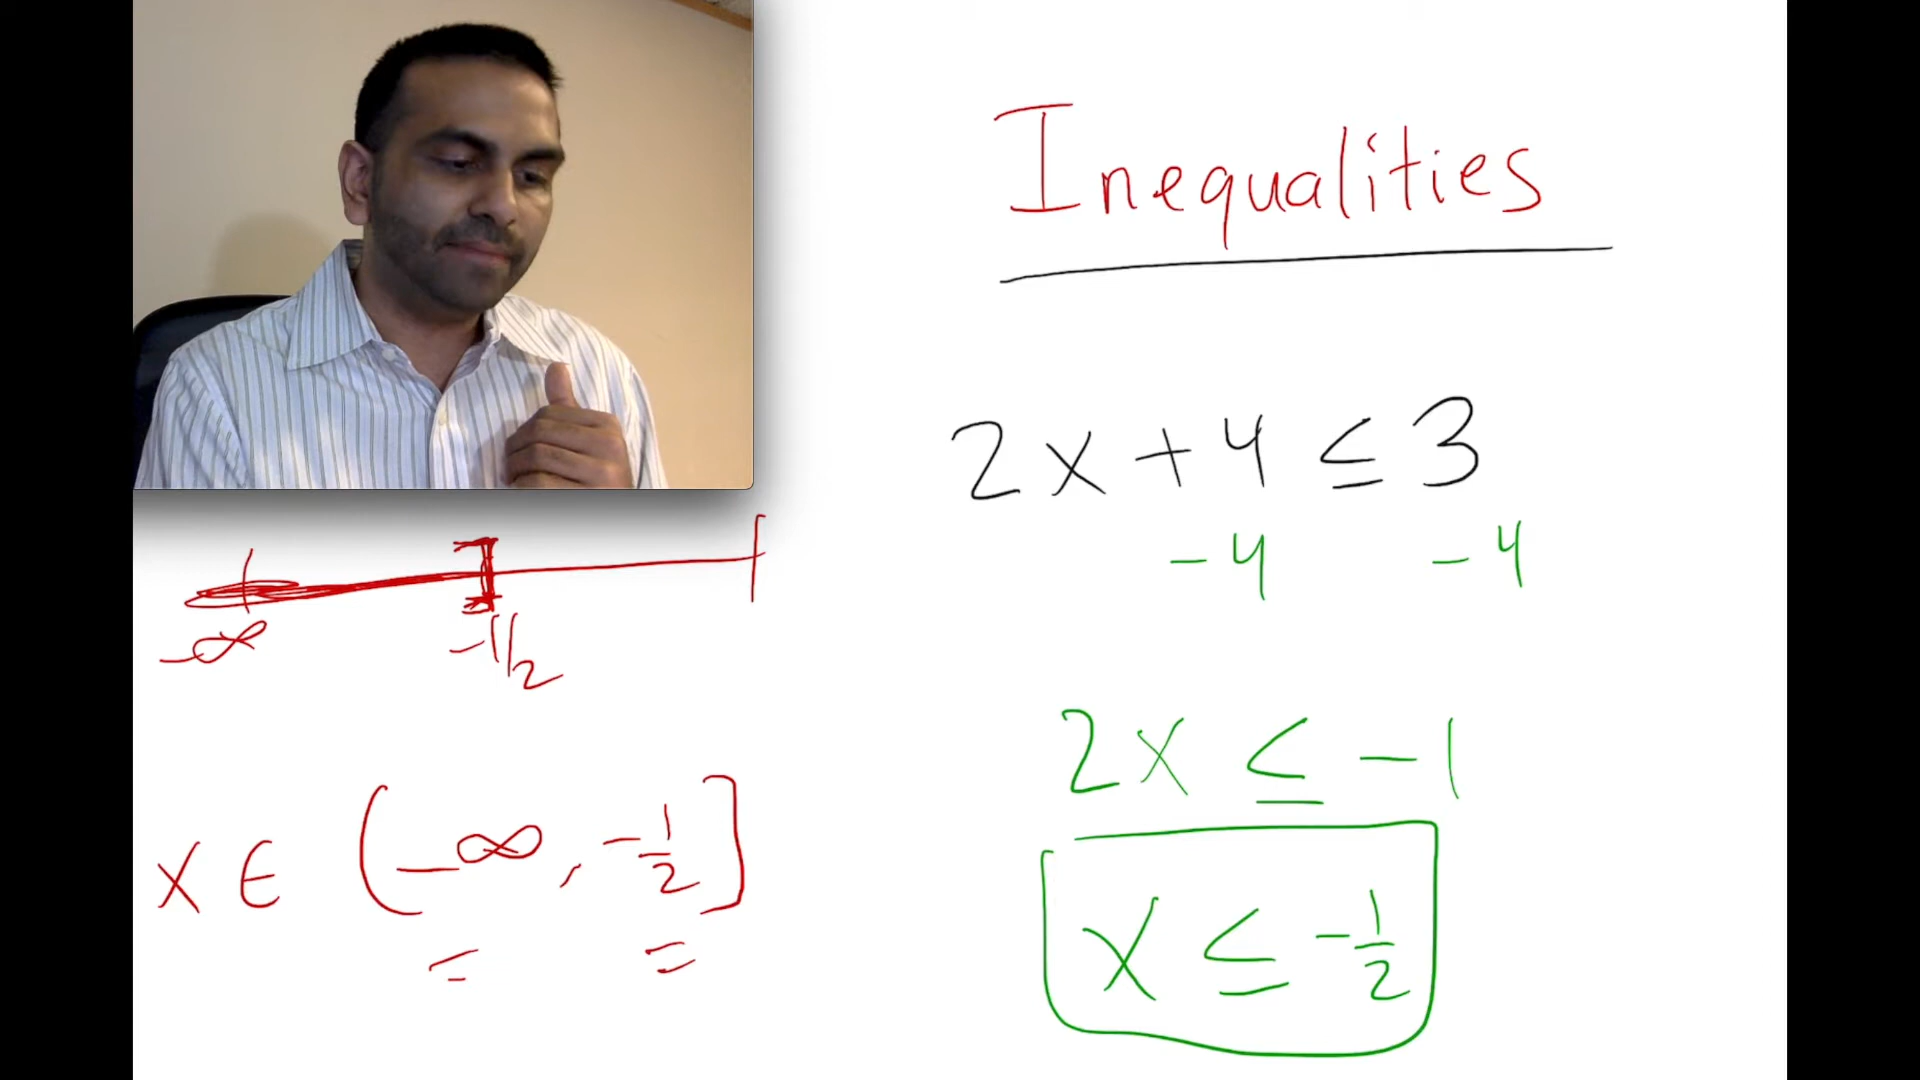 Inequalities
2x + 4 ≤ 3
-4 -4
2x ≤ -1
x ≤ -1/2
-∞ -1/2
x ∈ (-∞, -1/2]